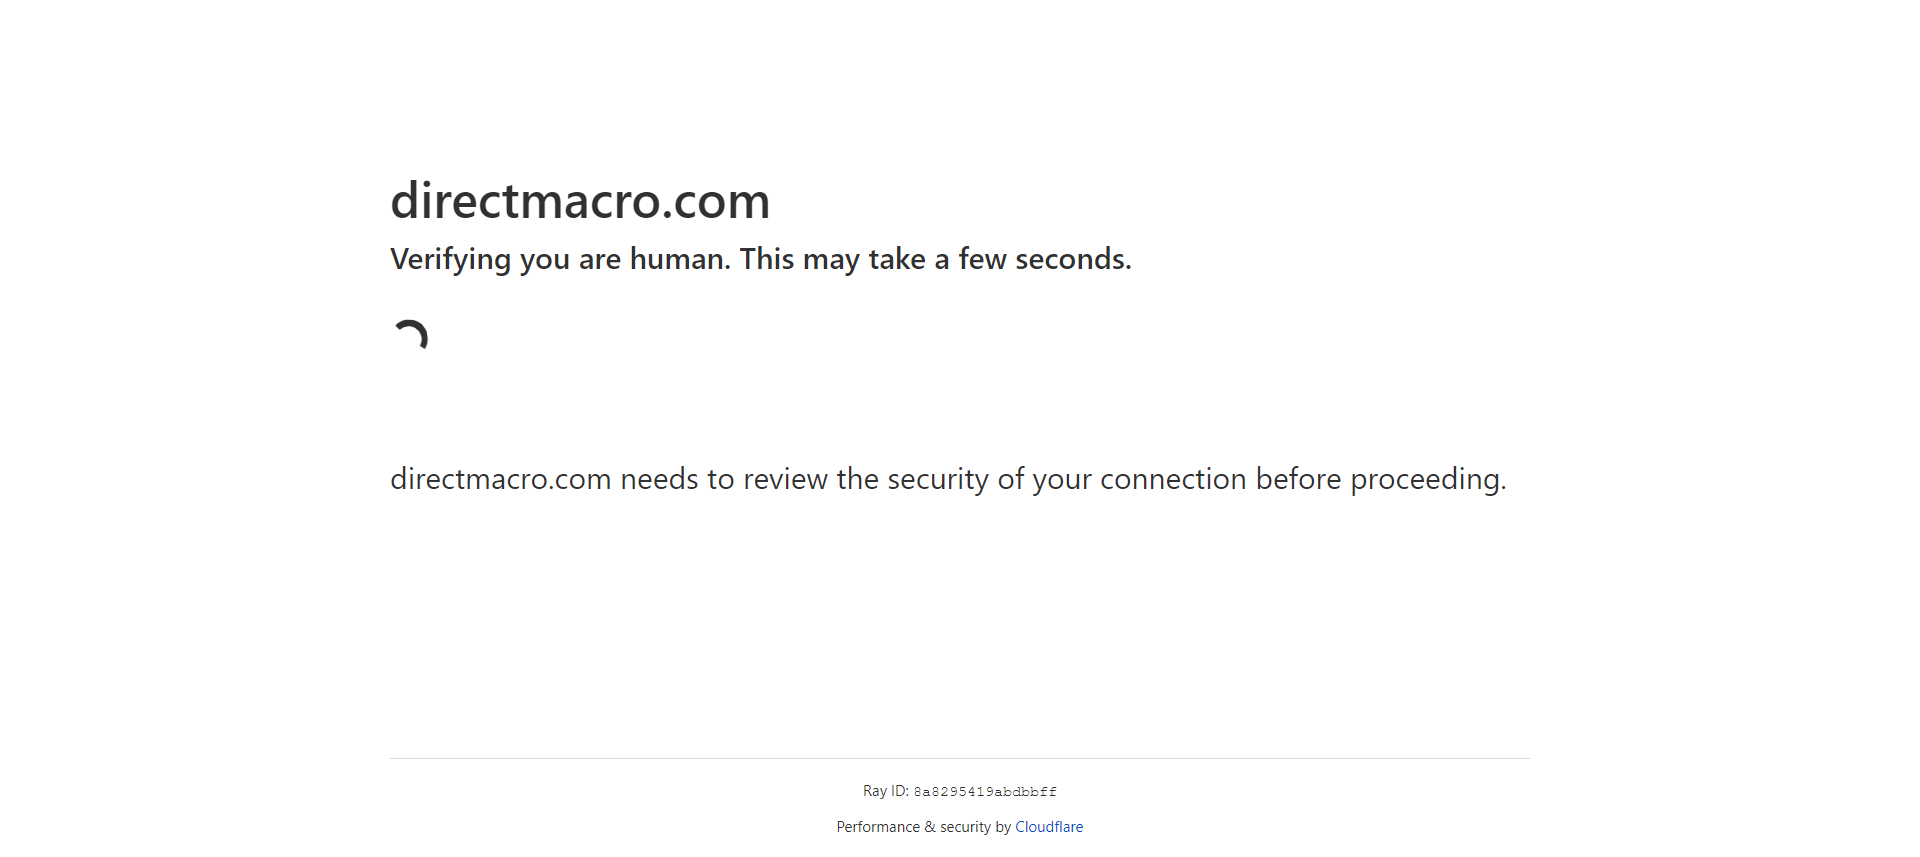 directmacro.com
Verifying you are human. This may take a few seconds.
directmacro.com needs to review the security of your connection before proceeding.
Ray ID: 8a8295419abdbbff
Performance & security by Cloudflare